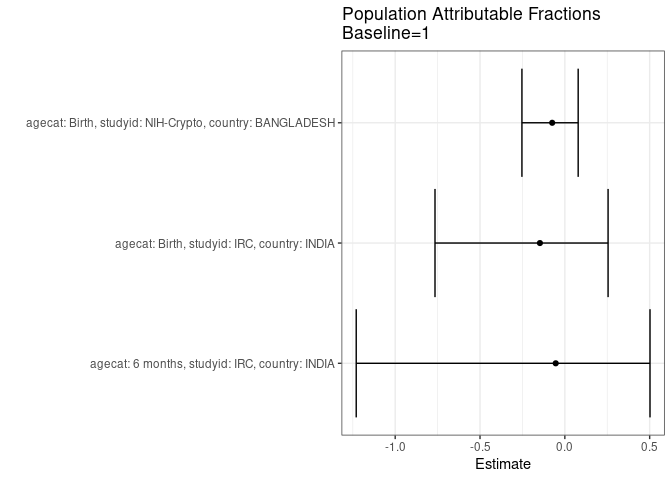 Population Attributable Fractions
Baseline=1
agecat: Birth, studyid: NIH-Crypto, country: BANGLADESH
agecat: Birth, studyid: IRC, country: INDIA
agecat: 6 months, studyid: IRC, country: INDIA
-1.0 -0.5 0.0 0.5
Estimate